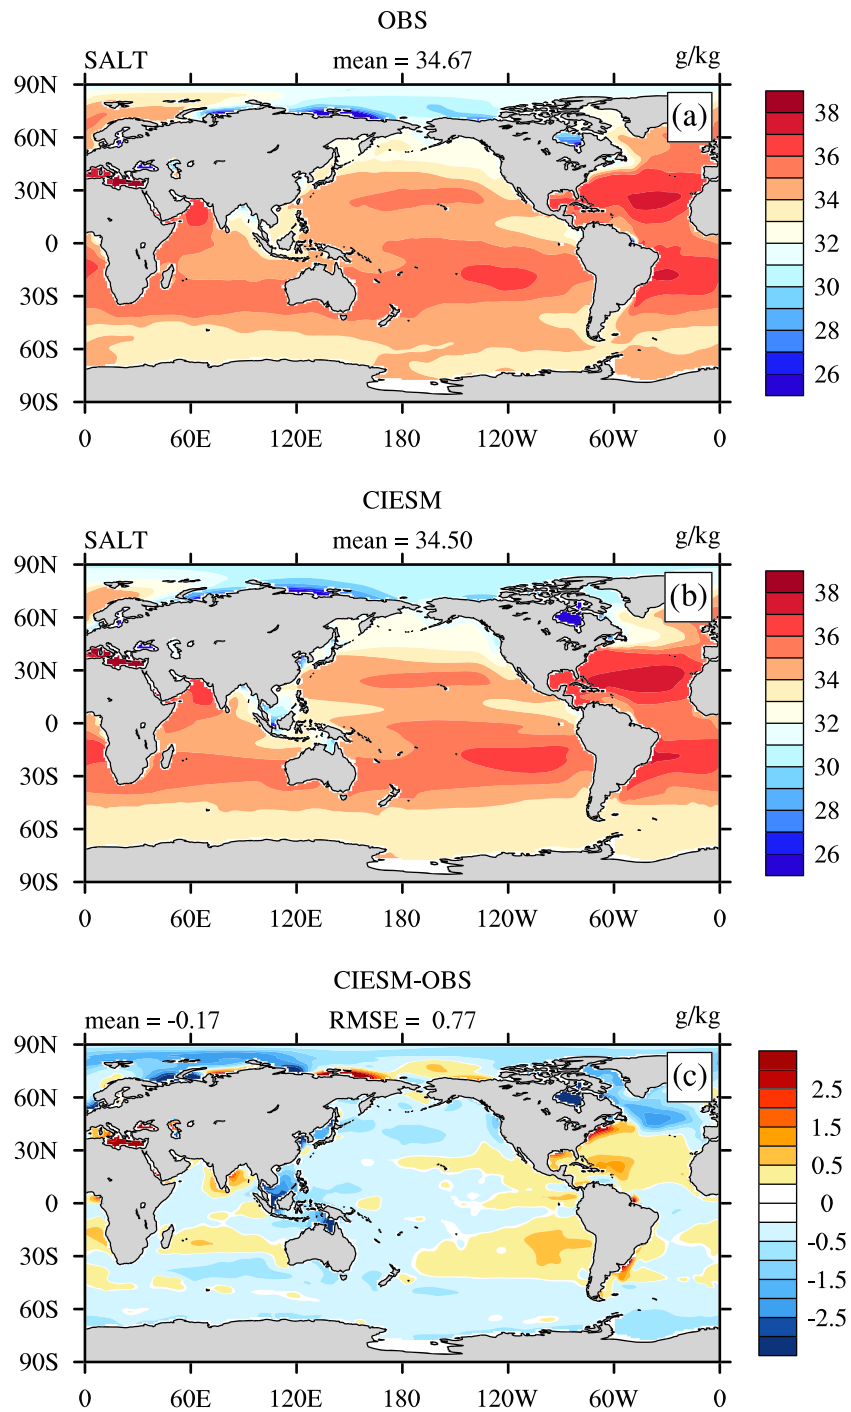 OBS
SALT mean = 34.67 g/kg
(a)
90N
60N
30N
0
30S
60S
90S
0 60E 120E 180 120W 60W 0
38
36
34
32
30
28
26
CIESM
SALT mean = 34.50 g/kg
(b)
90N
60N
30N
0
30S
60S
90S
0 60E 120E 180 120W 60W 0
38
36
34
32
30
28
26
CIESM-OBS
mean = -0.17 RMSE = 0.77 g/kg
(c)
90N
60N
30N
0
30S
60S
90S
0 60E 120E 180 120W 60W 0
2.5
1.5
0.5
0
-0.5
-1.5
-2.5